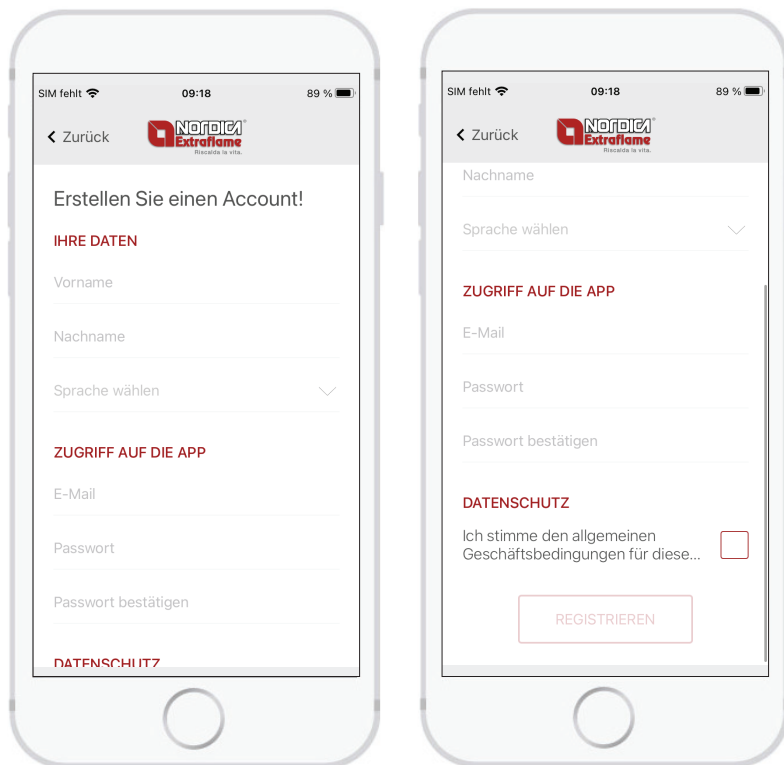 SIM fehlt 09:18 89 %
Zurück
NORDICA®
Extraflame
Riscalda la vita.
Erstellen Sie einen Account!
IHRE DATEN
Vorname
Nachname
Sprache wählen
ZUGRIFF AUF DIE APP
E-Mail
Passwort
Passwort bestätigen
DATENSCHUTZ
SIM fehlt 09:18 89 %
Zurück
NORDICA®
Extraflame
Riscalda la vita.
Nachname
Sprache wählen
ZUGRIFF AUF DIE APP
E-Mail
Passwort
Passwort bestätigen
DATENSCHUTZ
Ich stimme den allgemeinen
Geschäftsbedingungen für diese...
REGISTRIEREN